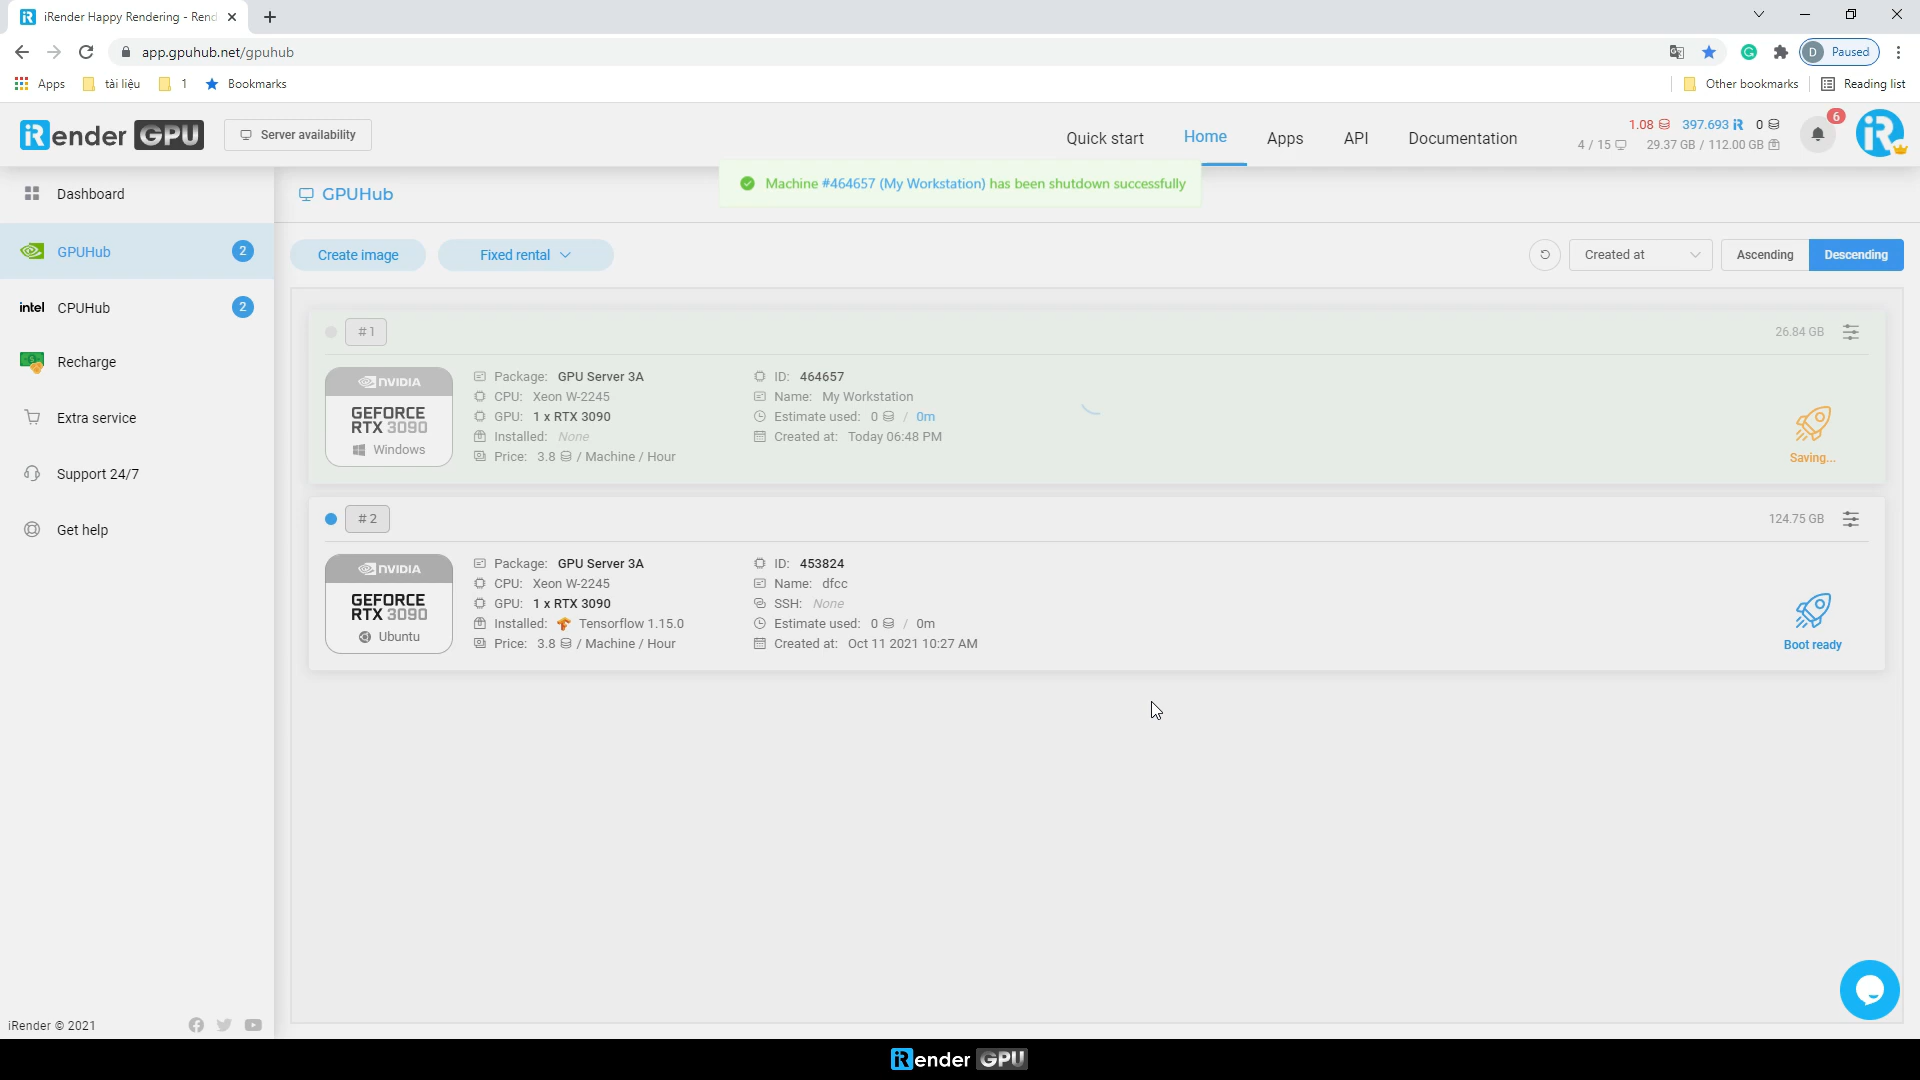 iRender Happy Rendering - Rend
app.gpuhub.net/gpuhub
D Paused
Apps
tài liệu
1
Bookmarks
Other bookmarks
Reading list
iRender GPU
Server availability
Quick start
Home
Apps
API
Documentation
1.08 397.693 iR 0
4 / 15 29.37 GB / 112.00 GB
6
iR
Dashboard
GPUHub
2
intel CPUHub
2
Recharge
Extra service
Support 24/7
Get help
GPUHub
Machine #464657 (My Workstation) has been shutdown successfully
Create image
Fixed rental
Created at
Ascending
Descending
# 1
26.84 GB
NVIDIA
GEFORCE
RTX 3090
Windows
Package: GPU Server 3A
CPU: Xeon W-2245
GPU: 1 x RTX 3090
Installed: None
Price: 3.8 / Machine / Hour
ID: 464657
Name: My Workstation
Estimate used: 0 / 0m
Created at: Today 06:48 PM
Saving...
# 2
124.75 GB
NVIDIA
GEFORCE
RTX 3090
Ubuntu
Package: GPU Server 3A
CPU: Xeon W-2245
GPU: 1 x RTX 3090
Installed: Tensorflow 1.15.0
Price: 3.8 / Machine / Hour
ID: 453824
Name: dfcc
SSH: None
Estimate used: 0 / 0m
Created at: Oct 11 2021 10:27 AM
Boot ready
iRender © 2021
iRender GPU